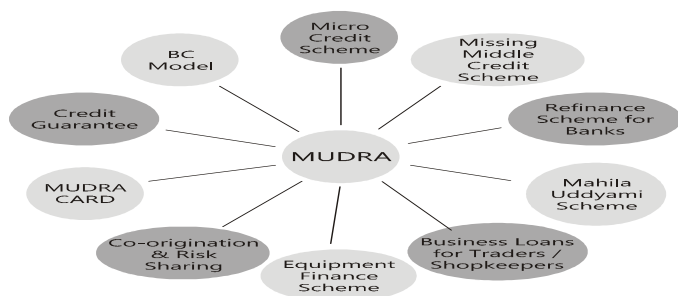 Micro
Credit
Scheme
Missing
Middle
Credit
Scheme
BC
Model
Refinance
Scheme for
Banks
Credit
Guarantee
MUDRA
MUDRA
CARD
Mahila
Uddyami
Scheme
Co-origination
& Risk
Sharing
Business Loans
for Traders /
Shopkeepers
Equipment
Finance
Scheme